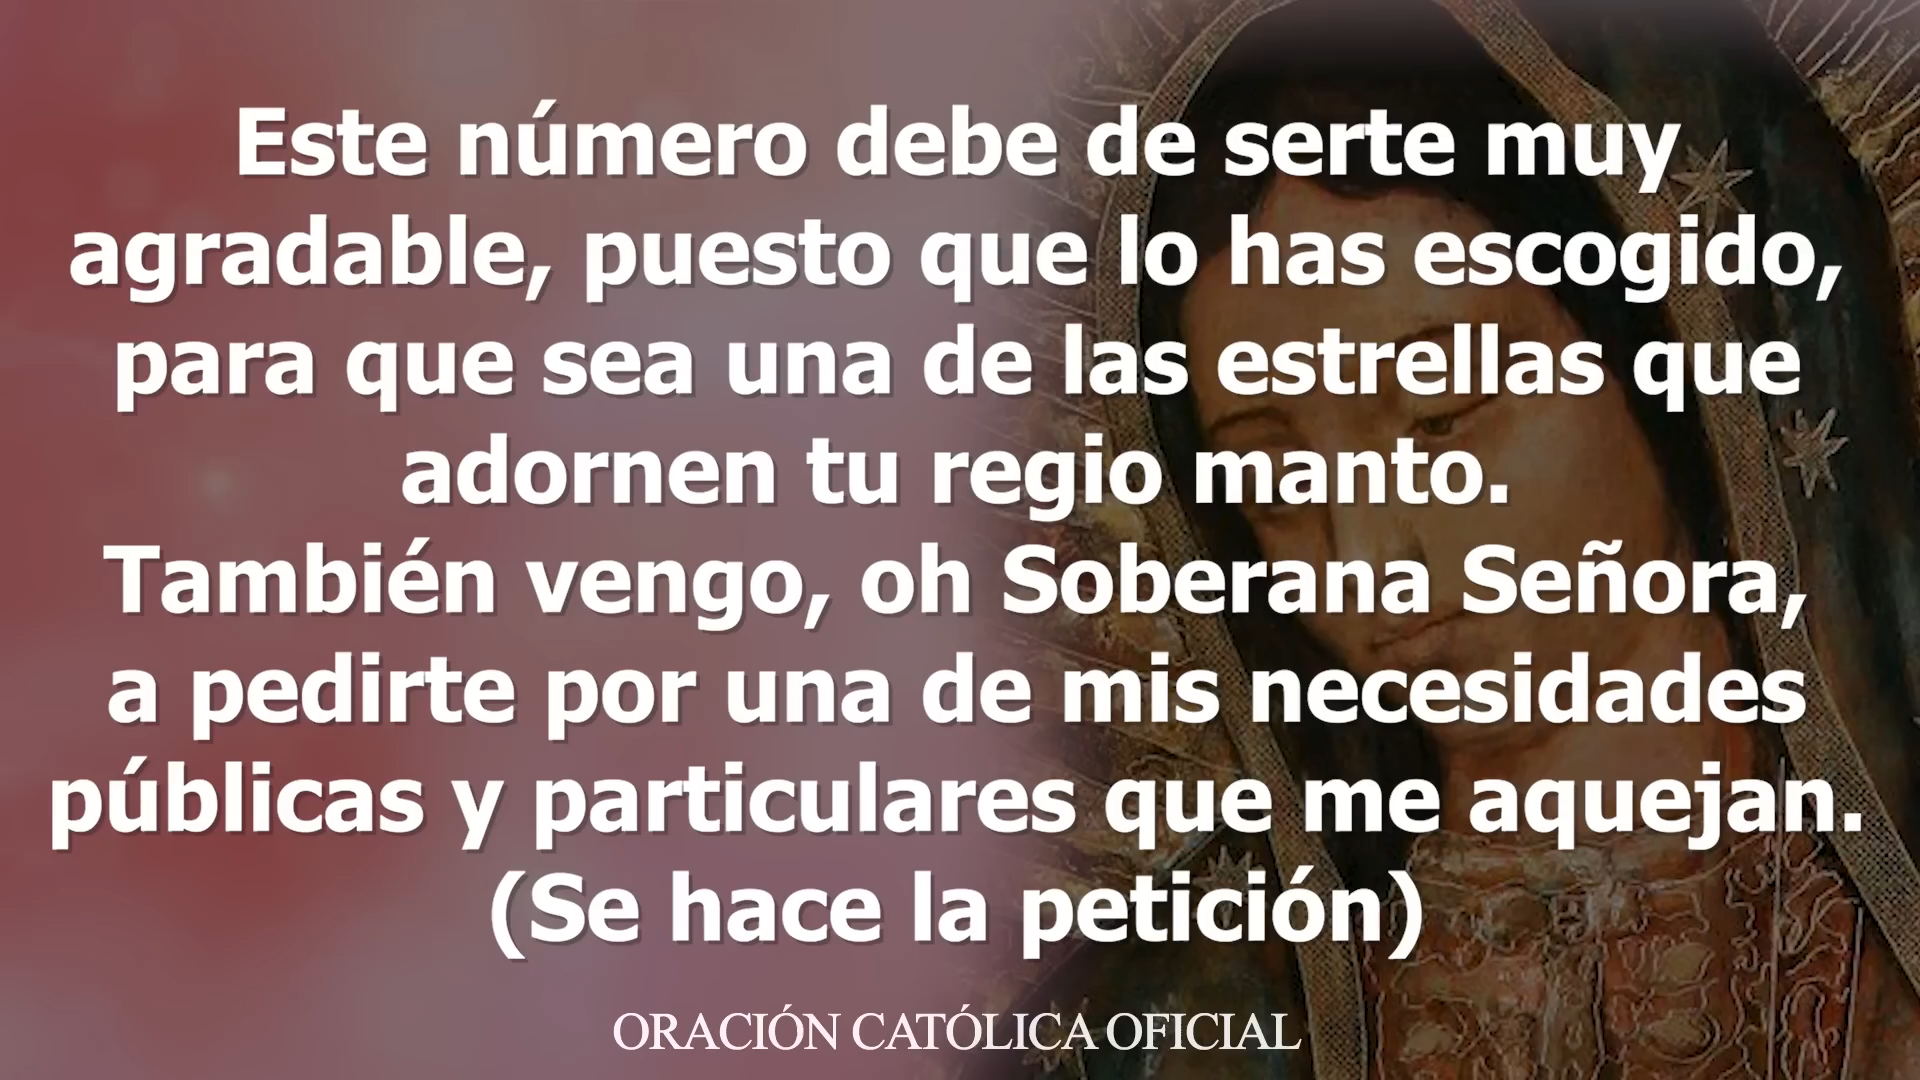 Este número debe de serte muy
agradable, puesto que lo has escogido,
para que sea una de las estrellas que
adornen tu regio manto.
También vengo, oh Soberana Señora,
a pedirte por una de mis necesidades
públicas y particulares que me aquejan.
(Se hace la petición)
ORACIÓN CATÓLICA OFICIAL